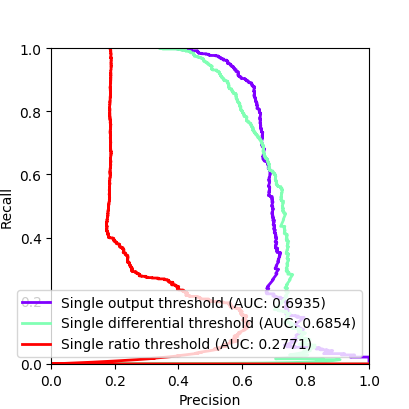 1.0
0.8
0.6
0.4
0.2
0.0
Recall
Single output threshold (AUC: 0.6935)
Single differential threshold (AUC: 0.6854)
Single ratio threshold (AUC: 0.2771)
0.0 0.2 0.4 0.6 0.8 1.0
Precision